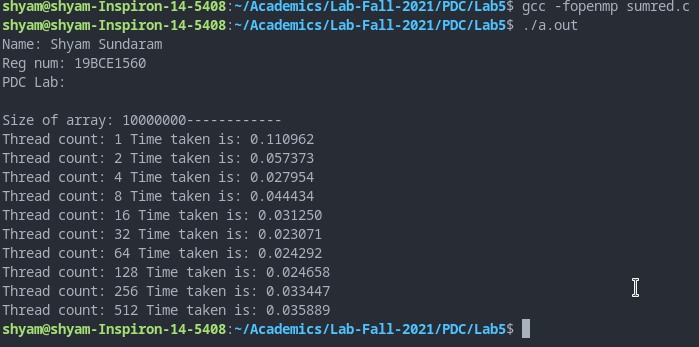 shyam@shyam-Inspiron-14-5408:~/Academics/Lab-Fall-2021/PDC/Lab5$ gcc -fopenmp sumred.c
shyam@shyam-Inspiron-14-5408:~/Academics/Lab-Fall-2021/PDC/Lab5$ ./a.out
Name: Shyam Sundaram
Reg num: 19BCE1560
PDC Lab:
Size of array: 10000000------------
Thread count: 1 Time taken is: 0.110962
Thread count: 2 Time taken is: 0.057373
Thread count: 4 Time taken is: 0.027954
Thread count: 8 Time taken is: 0.044434
Thread count: 16 Time taken is: 0.031250
Thread count: 32 Time taken is: 0.023071
Thread count: 64 Time taken is: 0.024292
Thread count: 128 Time taken is: 0.024658
Thread count: 256 Time taken is: 0.033447
Thread count: 512 Time taken is: 0.035889
shyam@shyam-Inspiron-14-5408:~/Academics/Lab-Fall-2021/PDC/Lab5$